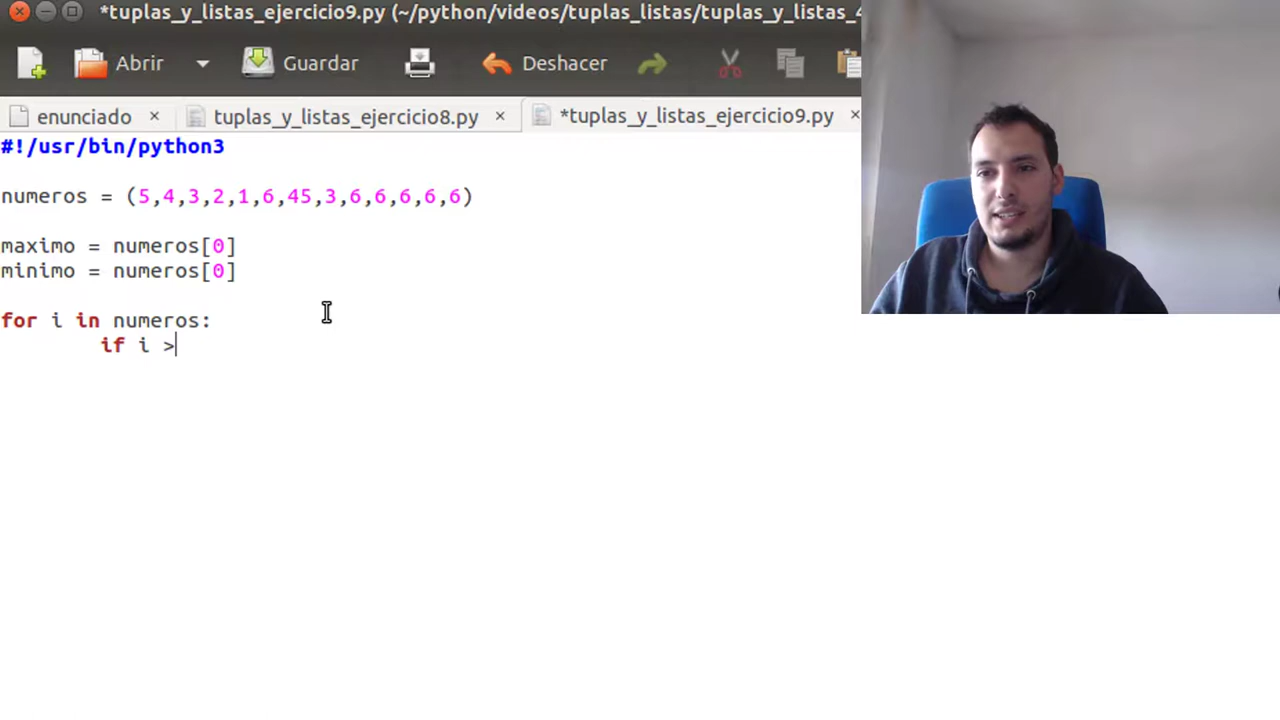 *tuplas_y_listas_ejercicio9.py (~/python/videos/tuplas_listas/tuplas_y_listas_4
Abrir Guardar Deshacer
enunciado × tuplas_y_listas_ejercicio8.py × *tuplas_y_listas_ejercicio9.py ×
#!/usr/bin/python3
numeros = (5,4,3,2,1,6,45,3,6,6,6,6,6)
maximo = numeros[0]
minimo = numeros[0]
for i in numeros:
if i >